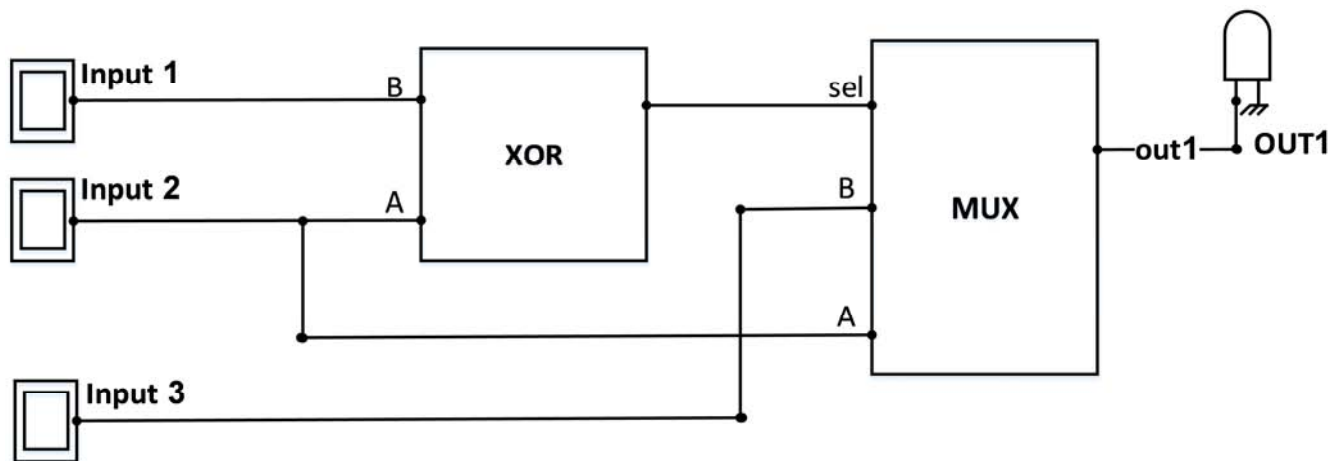 Input 1
B
XOR
sel
out1
OUT1
Input 2
A
B
MUX
A
Input 3